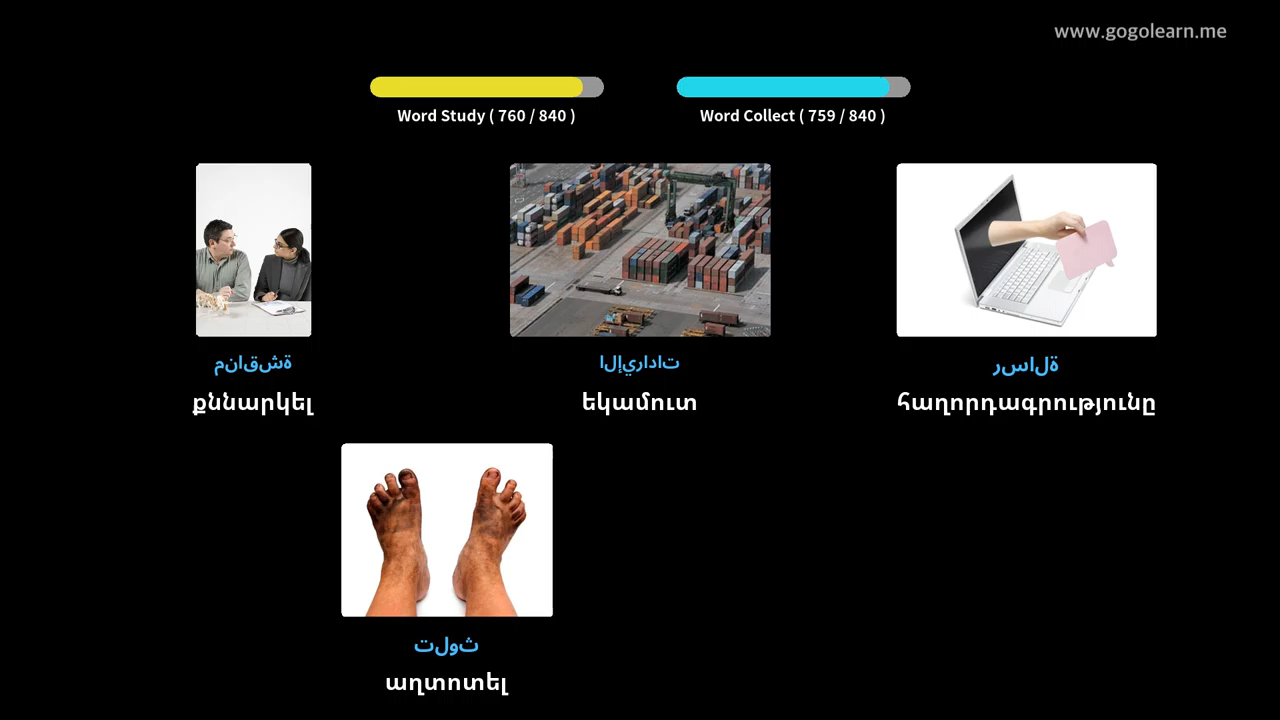 www.gogolearn.me
Word Study ( 760 / 840 )
Word Collect ( 759 / 840 )
مناقشة
քննարկել
الإيرادات
եկամուտ
رسالة
հաղորդագրությունը
تلوث
աղտոտել